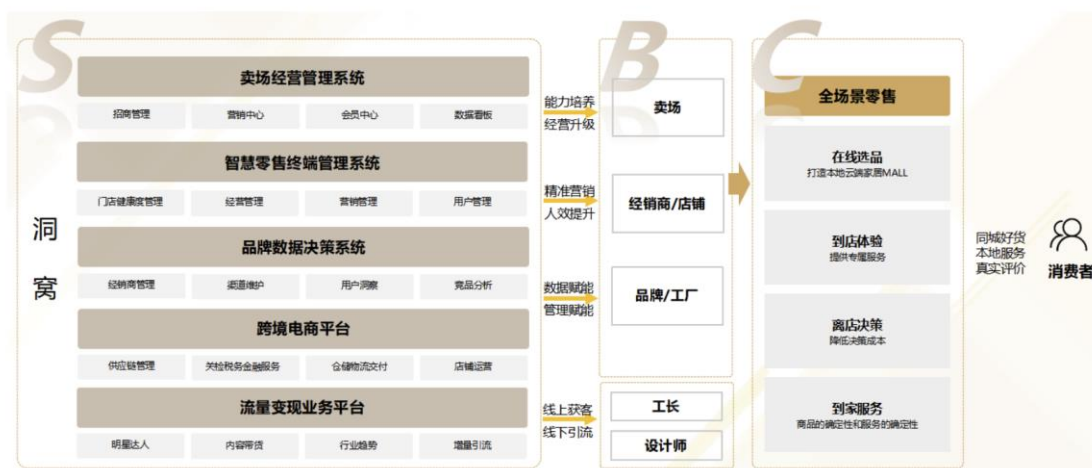 S
B
C
洞
窝
卖场经营管理系统
招商管理
营销中心
会员中心
数据看板
智慧零售终端管理系统
门店健康度管理
经营管理
营销管理
用户管理
品牌数据决策系统
经销商管理
渠道维护
用户洞察
竞品分析
跨境电商平台
供应链管理
关检税务金融服务
仓储物流交付
店铺运营
流量变现业务平台
明星达人
内容带货
行业趋势
增量引流
能力培养
经营升级
精准营销
人效提升
数据赋能
管理赋能
线上获客
线下引流
卖场
经销商/店铺
品牌/工厂
工长
设计师
全场景零售
在线选品
打造本地云端家居MALL
到店体验
提供专属服务
离店决策
降低决策成本
到家服务
商品的确定性和服务的确定性
同城好货
本地服务
真实评价
消费者